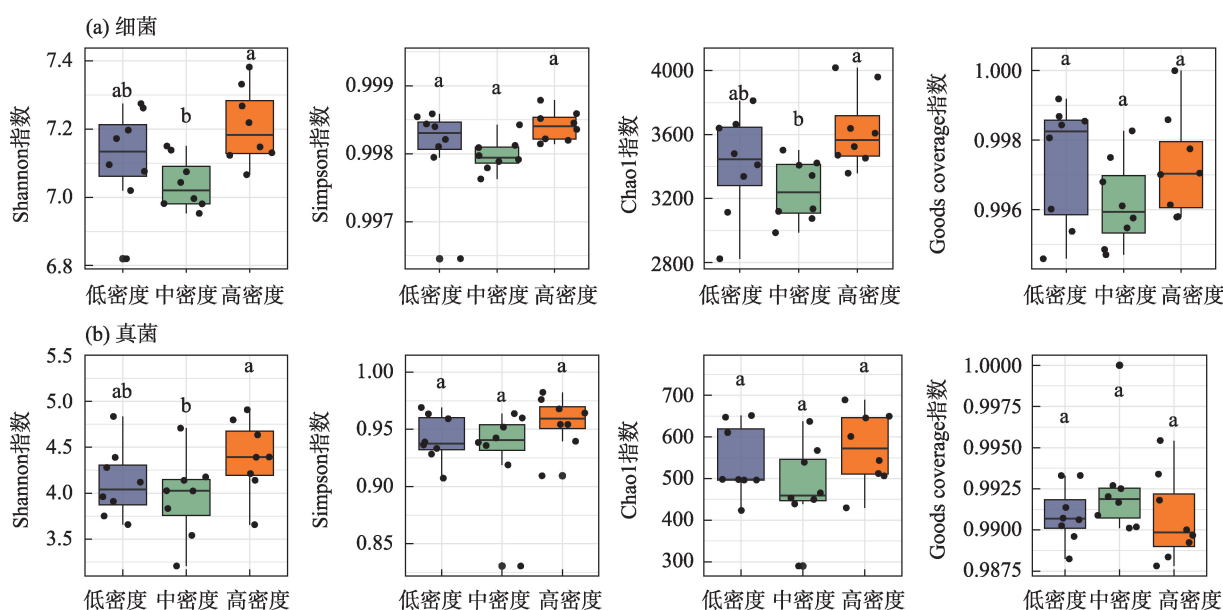 (a) 细菌
Shannon指数
7.4
7.2
7.0
6.8
ab
b
a
低密度
中密度
高密度
Simpson指数
0.999
0.998
0.997
a
a
a
低密度
中密度
高密度
Chao1指数
4000
3600
3200
2800
ab
b
a
低密度
中密度
高密度
Goods coverage指数
1.000
0.998
0.996
a
a
a
低密度
中密度
高密度
(b) 真菌
Shannon指数
5.5
5.0
4.5
4.0
3.5
ab
b
a
低密度
中密度
高密度
Simpson指数
1.00
0.95
0.90
0.85
a
a
a
低密度
中密度
高密度
Chao1指数
700
600
500
400
300
a
a
a
低密度
中密度
高密度
Goods coverage指数
1.0000
0.9975
0.9950
0.9925
0.9900
0.9875
a
a
a
低密度
中密度
高密度